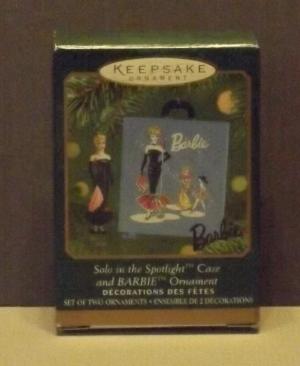 KEEPSAKE
ORNAMENT
Barbie
Barbie
Solo in the Spotlight™ Case
and BARBIE™ Ornament
DÉCORATIONS DES FÊTES
SET OF TWO ORNAMENTS • ENSEMBLE DE 2 DÉCORATIONS